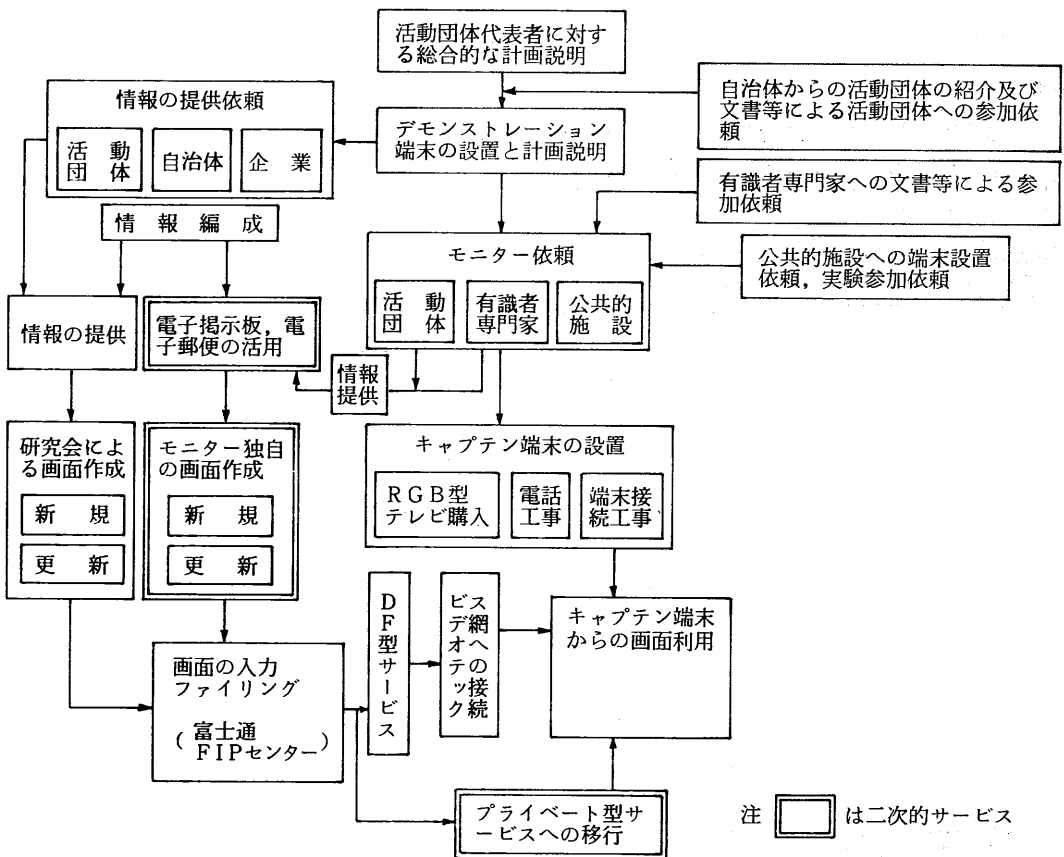 活動団体代表者に対す
る総合的な計画説明
自治体からの活動団体の紹介及び
文書等による活動団体への参加依
頼
情報の提供依頼
活動
団体
自治体
企業
デモンストレーション
端末の設置と計画説明
有識者専門家への文書等による参
加依頼
情報編成
モニター依頼
活動
団体
有識者
専門家
公共的
施設
公共的施設への端末設置
依頼，実験参加依頼
情報の提供
電子掲示板，電
子郵便の活用
情報
提供
研究会によ
る画面作成
新規
更新
モニター独自
の画面作成
新規
更新
キャプテン端末の設置
RGB型
テレビ購入
電話
工事
端末接
続工事
画面の入力
ファイリング
(富士通
FIPセンター)
DF型サービス
ビデオテック
ス網への接続
キャプテン端末
からの画面利用
プライベート型サ
ービスへの移行
注 は二次的サービス